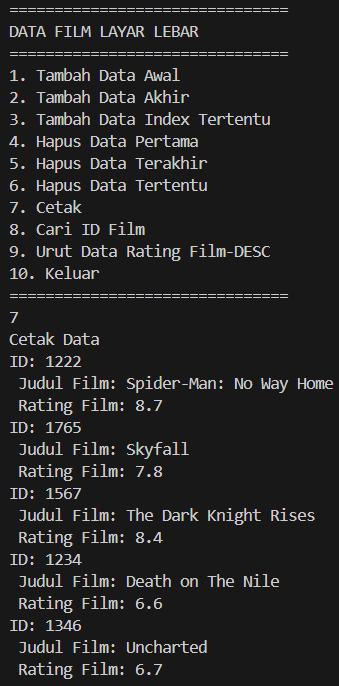 ===============================
DATA FILM LAYAR LEBAR
===============================
1. Tambah Data Awal
2. Tambah Data Akhir
3. Tambah Data Index Tertentu
4. Hapus Data Pertama
5. Hapus Data Terakhir
6. Hapus Data Tertentu
7. Cetak
8. Cari ID Film
9. Urut Data Rating Film-DESC
10. Keluar
===============================
7
Cetak Data
ID: 1222
 Judul Film: Spider-Man: No Way Home
 Rating Film: 8.7
ID: 1765
 Judul Film: Skyfall
 Rating Film: 7.8
ID: 1567
 Judul Film: The Dark Knight Rises
 Rating Film: 8.4
ID: 1234
 Judul Film: Death on The Nile
 Rating Film: 6.6
ID: 1346
 Judul Film: Uncharted
 Rating Film: 6.7